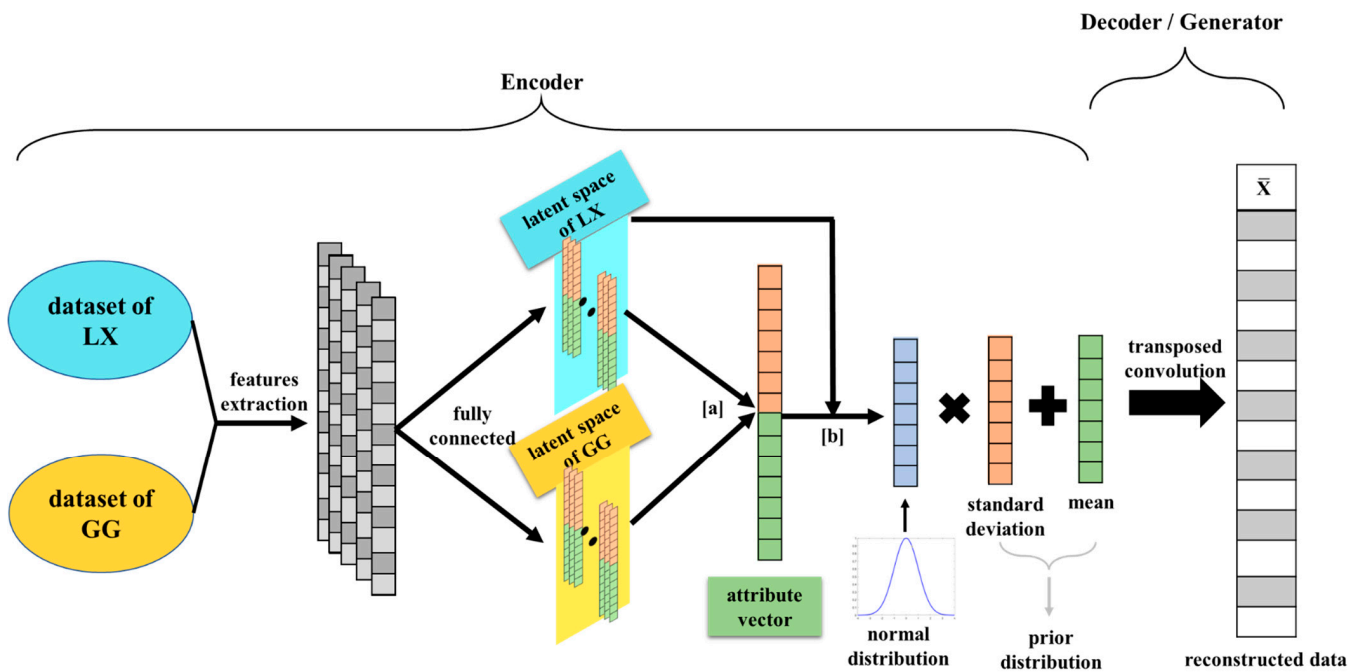 Decoder / Generator
Encoder
X̄
latent space
of LX
dataset of
LX
features
extraction
fully
connected
[a]
[b]
transposed
convolution
latent space
of GG
dataset of
GG
standard
deviation
mean
attribute
vector
normal
distribution
prior
distribution
reconstructed data